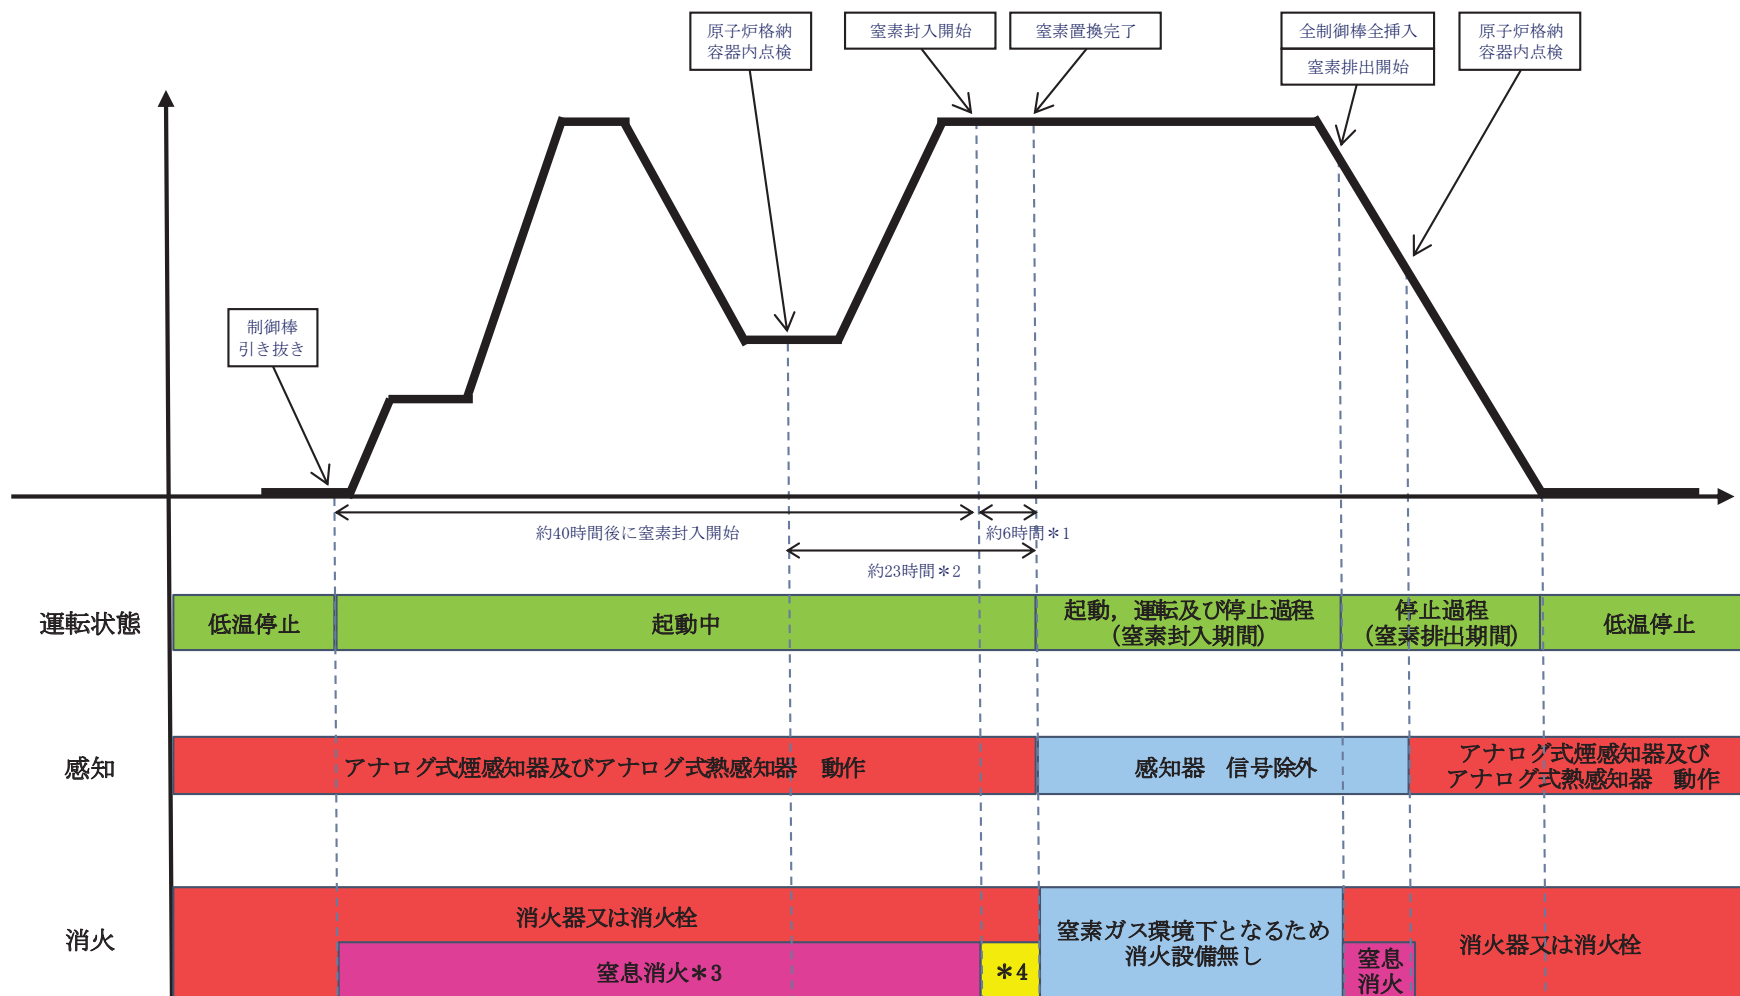 原子炉格納
容器内点検
窒素封入開始
窒素置換完了
全制御棒全挿入
窒素排出開始
原子炉格納
容器内点検
制御棒
引き抜き
約40時間後に窒素封入開始
約6時間＊1
約23時間＊2
運転状態
低温停止
起動中
起動，運転及び停止過程
（窒素封入期間）
停止過程
（窒素排出期間）
低温停止
感知
アナログ式煙感知器及びアナログ式熱感知器　動作
感知器　信号除外
アナログ式煙感知器及び
アナログ式熱感知器　動作
消火
消火器又は消火栓
窒息消火＊3
＊4
窒素ガス環境下となるため
消火設備無し
窒息
消火
消火器又は消火栓